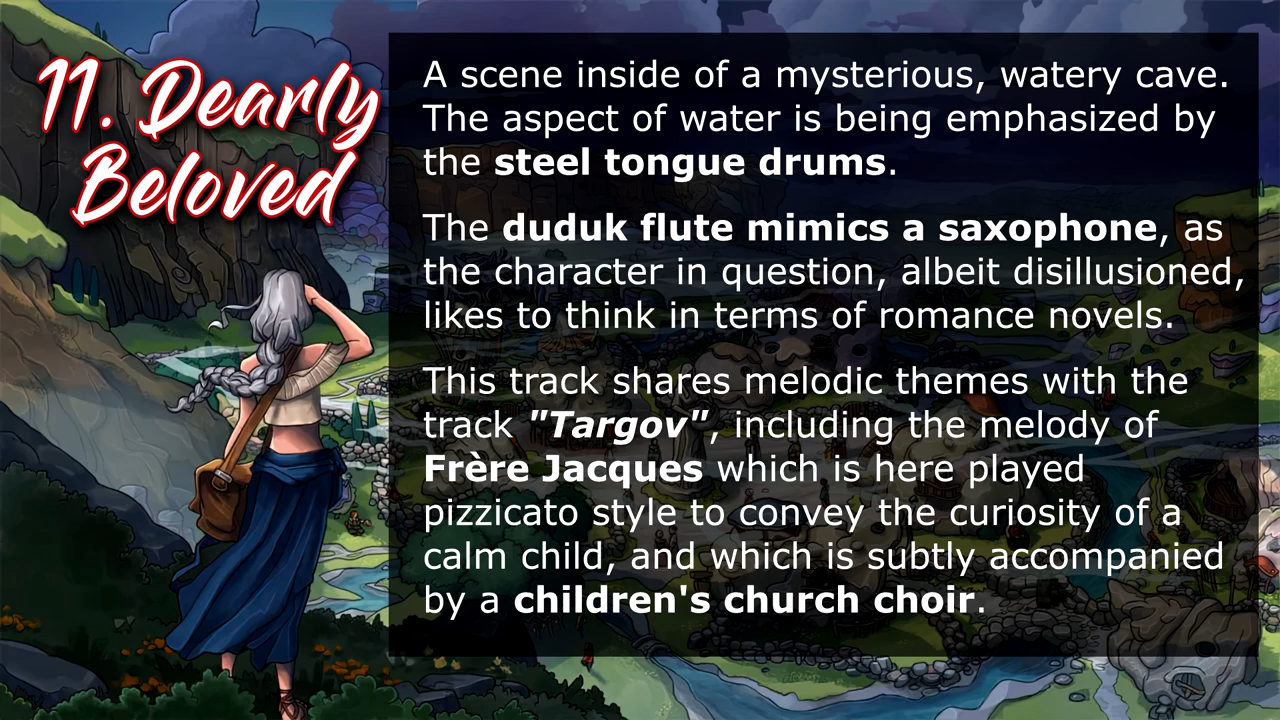 11. Dearly
Beloved
A scene inside of a mysterious, watery cave.
The aspect of water is being emphasized by
the steel tongue drums.
The duduk flute mimics a saxophone, as
the character in question, albeit disillusioned,
likes to think in terms of romance novels.
This track shares melodic themes with the
track "Targov", including the melody of
Frère Jacques which is here played
pizzicato style to convey the curiosity of a
calm child, and which is subtly accompanied
by a children's church choir.